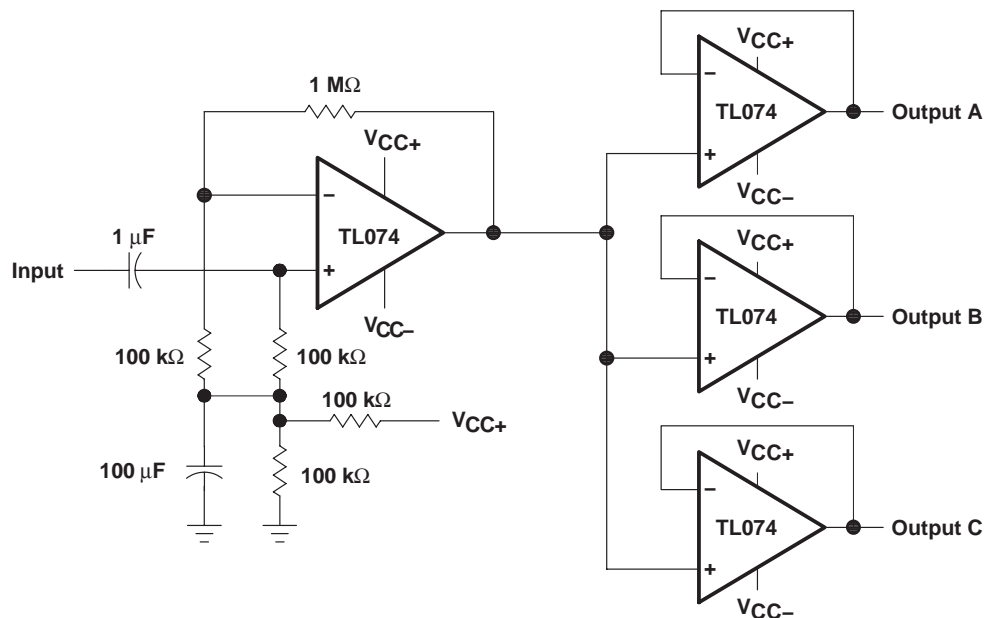 1 MΩ
VCC+
−
TL074
+
VCC−
1 µF
Input
100 kΩ
100 kΩ
100 kΩ
VCC+
100 µF
100 kΩ
VCC+
−
TL074
+
VCC−
Output A
VCC+
−
TL074
+
VCC−
Output B
VCC+
−
TL074
+
VCC−
Output C